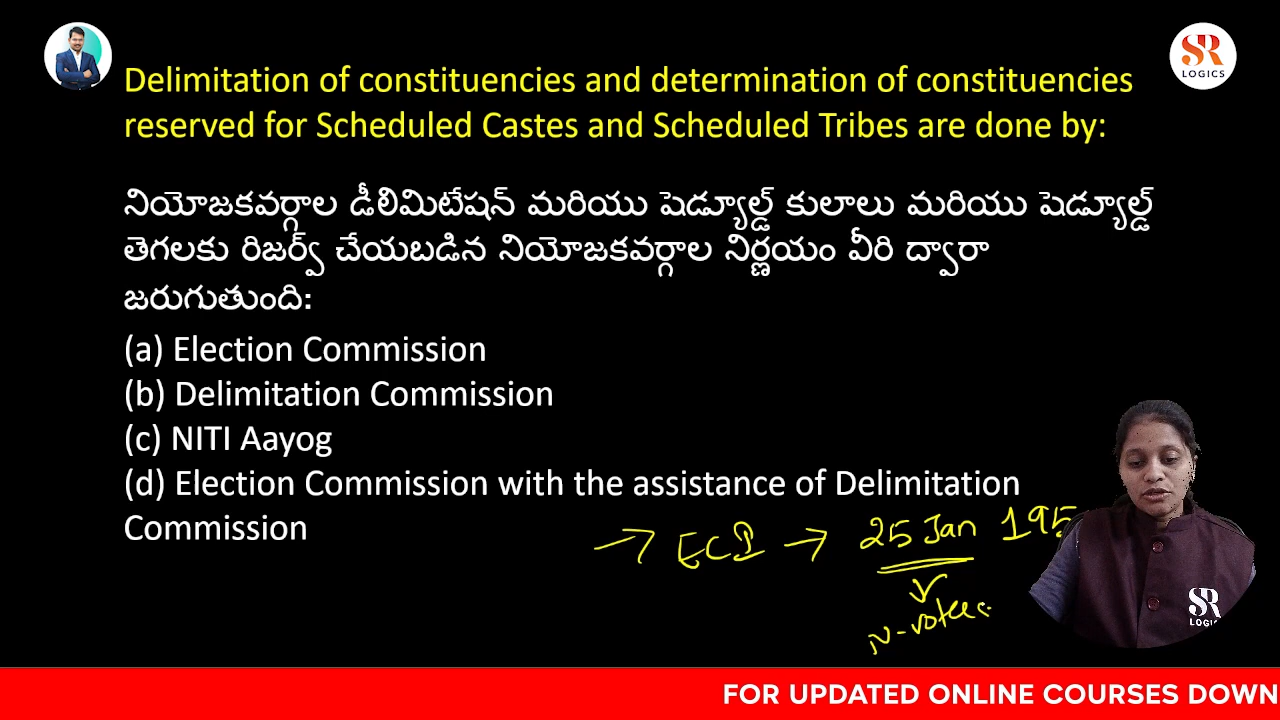 SR
LOGICS
Delimitation of constituencies and determination of constituencies
reserved for Scheduled Castes and Scheduled Tribes are done by:
నియోజకవర్గాల డీలిమిటేషన్ మరియు షెడ్యూల్డ్ కులాలు మరియు షెడ్యూల్డ్
తెగలకు రిజర్వ్ చేయబడిన నియోజకవర్గాల నిర్ణయం వీరి ద్వారా
జరుగుతుంది:
(a) Election Commission
(b) Delimitation Commission
(c) NITI Aayog
(d) Election Commission with the assistance of Delimitation
Commission
→ ECI → 25 Jan 195
SR
FOR UPDATED ONLINE COURSES DOWN